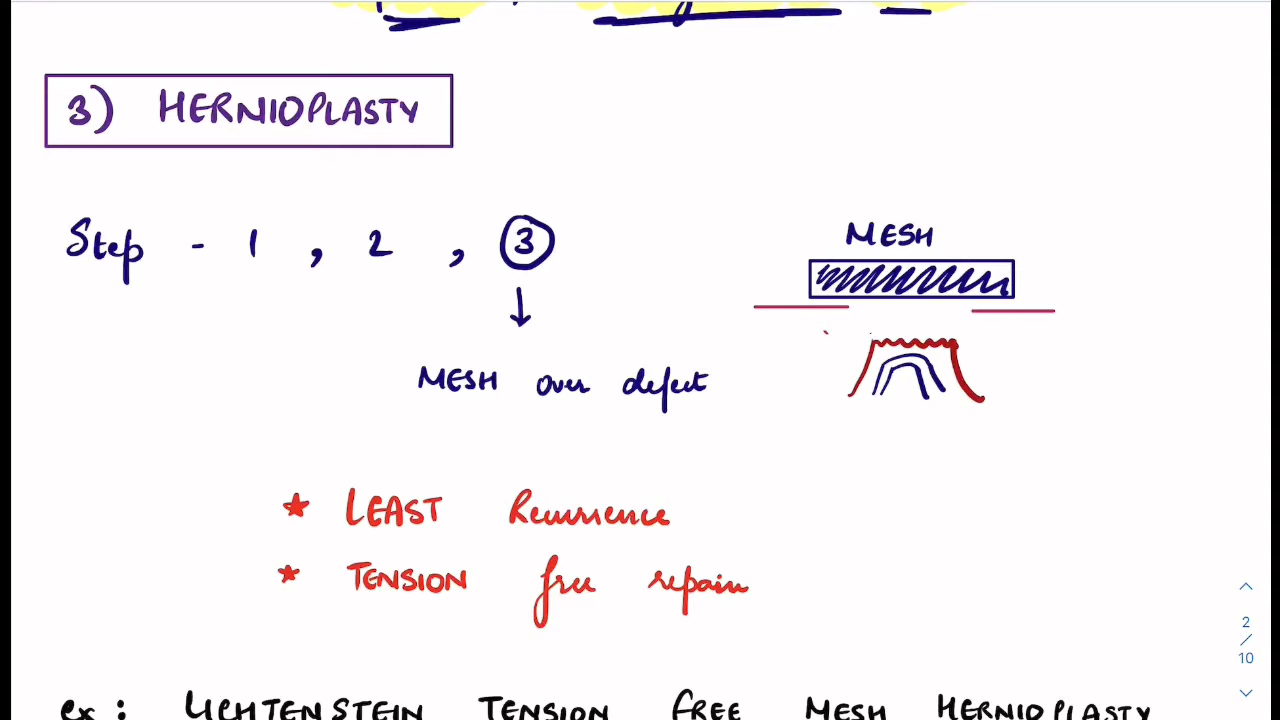 3) HERNIOPLASTY
Step - 1 , 2 , 3
MESH
MESH over defect
* LEAST Recurrence
* TENSION free repair
2
/
10
ex : LICHTENSTEIN TENSION FREE MESH HERNIOPLASTY